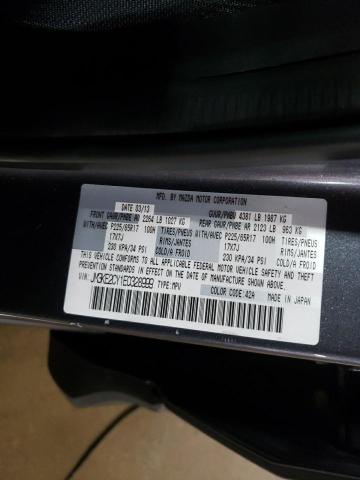 MFD. BY MAZDA MOTOR CORPORATION
DATE 03/13 GVWR/PNBV 4381 LB 1987 KG
FRONT GAWR/PNBE AV 2264 LB 1027 KG REAR GAWR/PNBE AR 2123 LB 963 KG
WITH/AVEC P225/65R17 100H TIRES/PNEUS WITH/AVEC P225/65R17 100H TIRES/PNEUS
17X7J RIMS/JANTES 17X7J RIMS/JANTES
230 KPA/34 PSI COLD/A FROID 230 KPA/34 PSI COLD/A FROID
THIS VEHICLE CONFORMS TO ALL APPLICABLE FEDERAL MOTOR VEHICLE SAFETY AND
THEFT PREVENTION STANDARDS IN EFFECT ON THE DATE OF MANUFACTURE SHOWN ABOVE.
VIN: JM3KE2CY1E0328999 TYPE:MPV COLOR CODE:42A MADE IN JAPAN